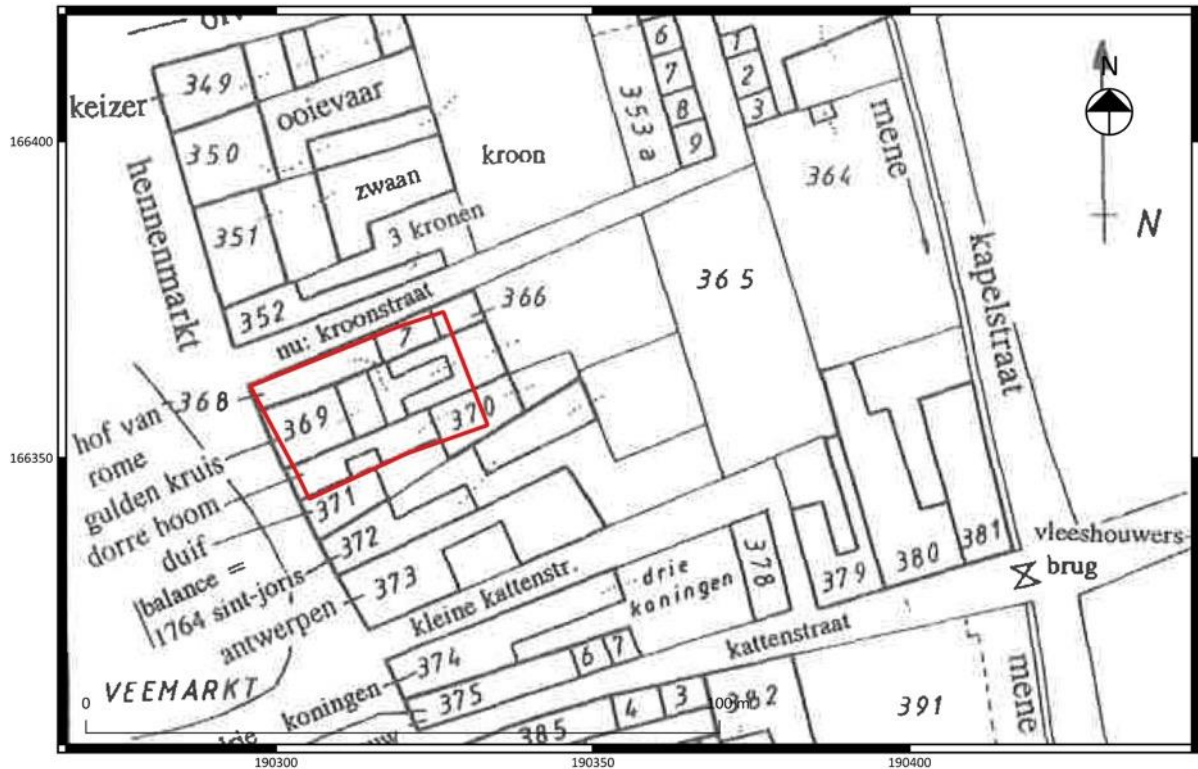 6
1
349
7
2
keizer
ooievaar
353a
8
3
mene
N
166400
350
9
kroon
364
zwaan
hennenmarkt
351
3 kronen
N
kapelstraat
365
352
nu: kroonstraat
366
7
368
hof van
rome
369
370
gulden kruis
166350
dorre boom
371
duif
372
balance =
1764 sint-joris
373
antwerpen
kleine kattenstr.
drie
koningen
378
379
380
381
vleeshouwers
brug
374
6 7
kattenstraat
VEEMARKT
koningen
375
4 3
382
391
mene
385
0
100 m
190300
190350
190400